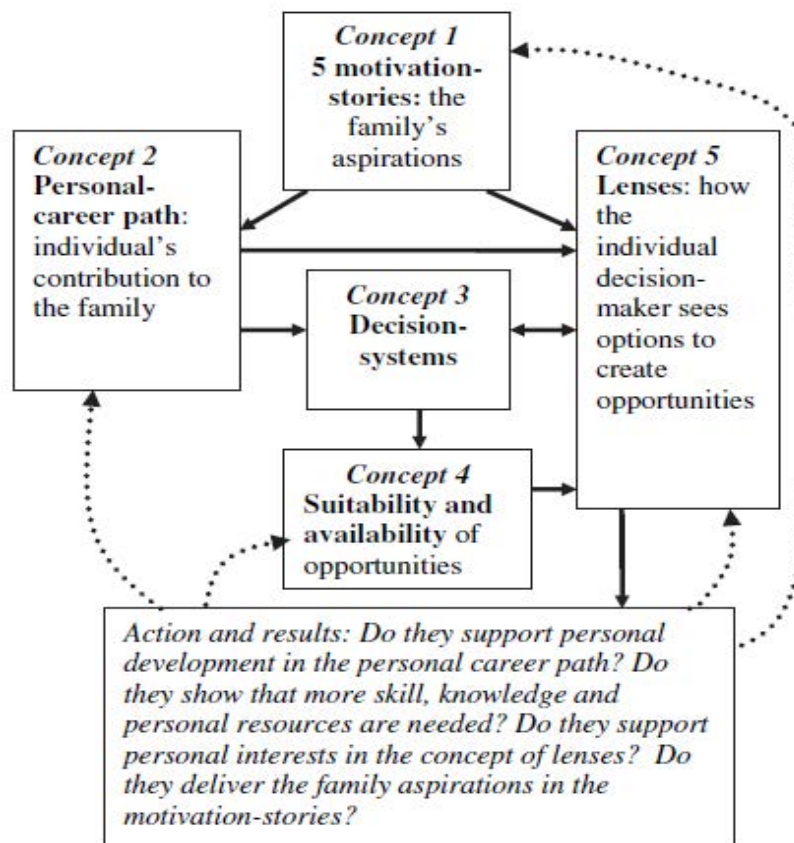 Concept 1
5 motivation-
stories: the
family's
aspirations
Concept 2
Personal-
career path:
individual's
contribution to
the family
Concept 5
Lenses: how
the
individual
decision-
maker sees
options to
create
opportunities
Concept 3
Decision-
systems
Concept 4
Suitability and
availability of
opportunities
Action and results: Do they support personal
development in the personal career path? Do
they show that more skill, knowledge and
personal resources are needed? Do they support
personal interests in the concept of lenses? Do
they deliver the family aspirations in the
motivation-stories?